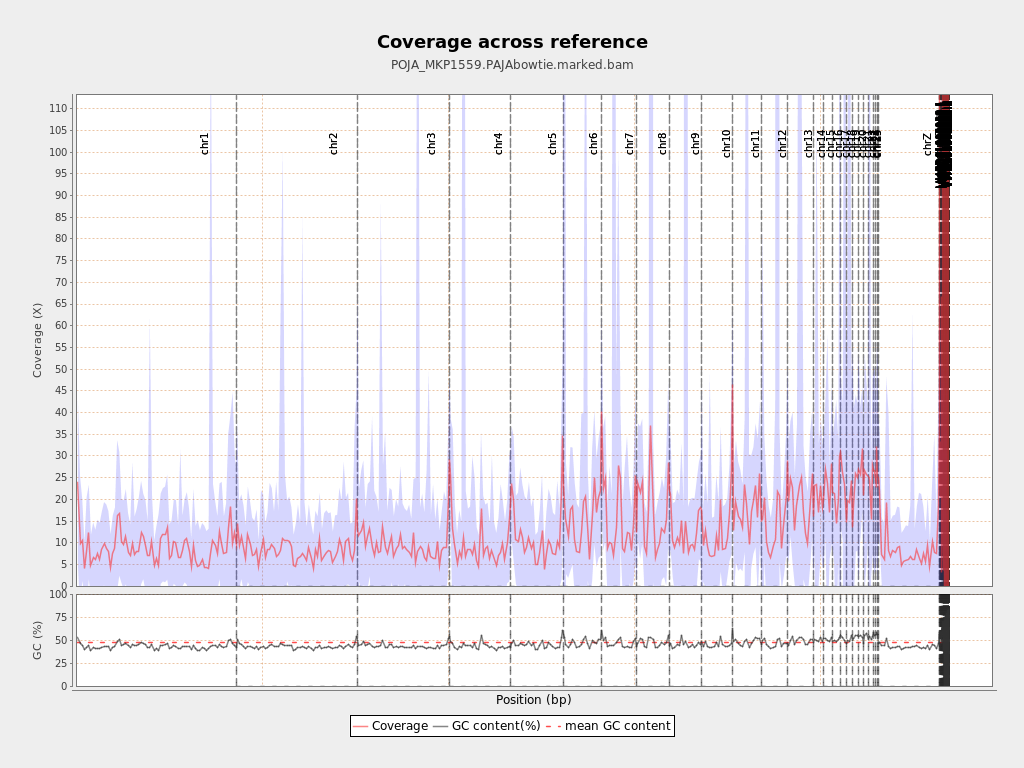 Coverage across reference
POJA_MKP1559.PAJAbowtie.marked.bam
110
105
100
95
90
85
80
75
70
65
60
55
50
45
40
35
30
25
20
15
10
5
0
Coverage (X)
chr1
chr2
chr3
chr4
chr5
chr6
chr7
chr8
chr9
chr10
chr11
chr12
chr13
chr14
chr15
chrZ
100
75
50
25
0
GC (%)
Position (bp)
Coverage GC content(%) mean GC content